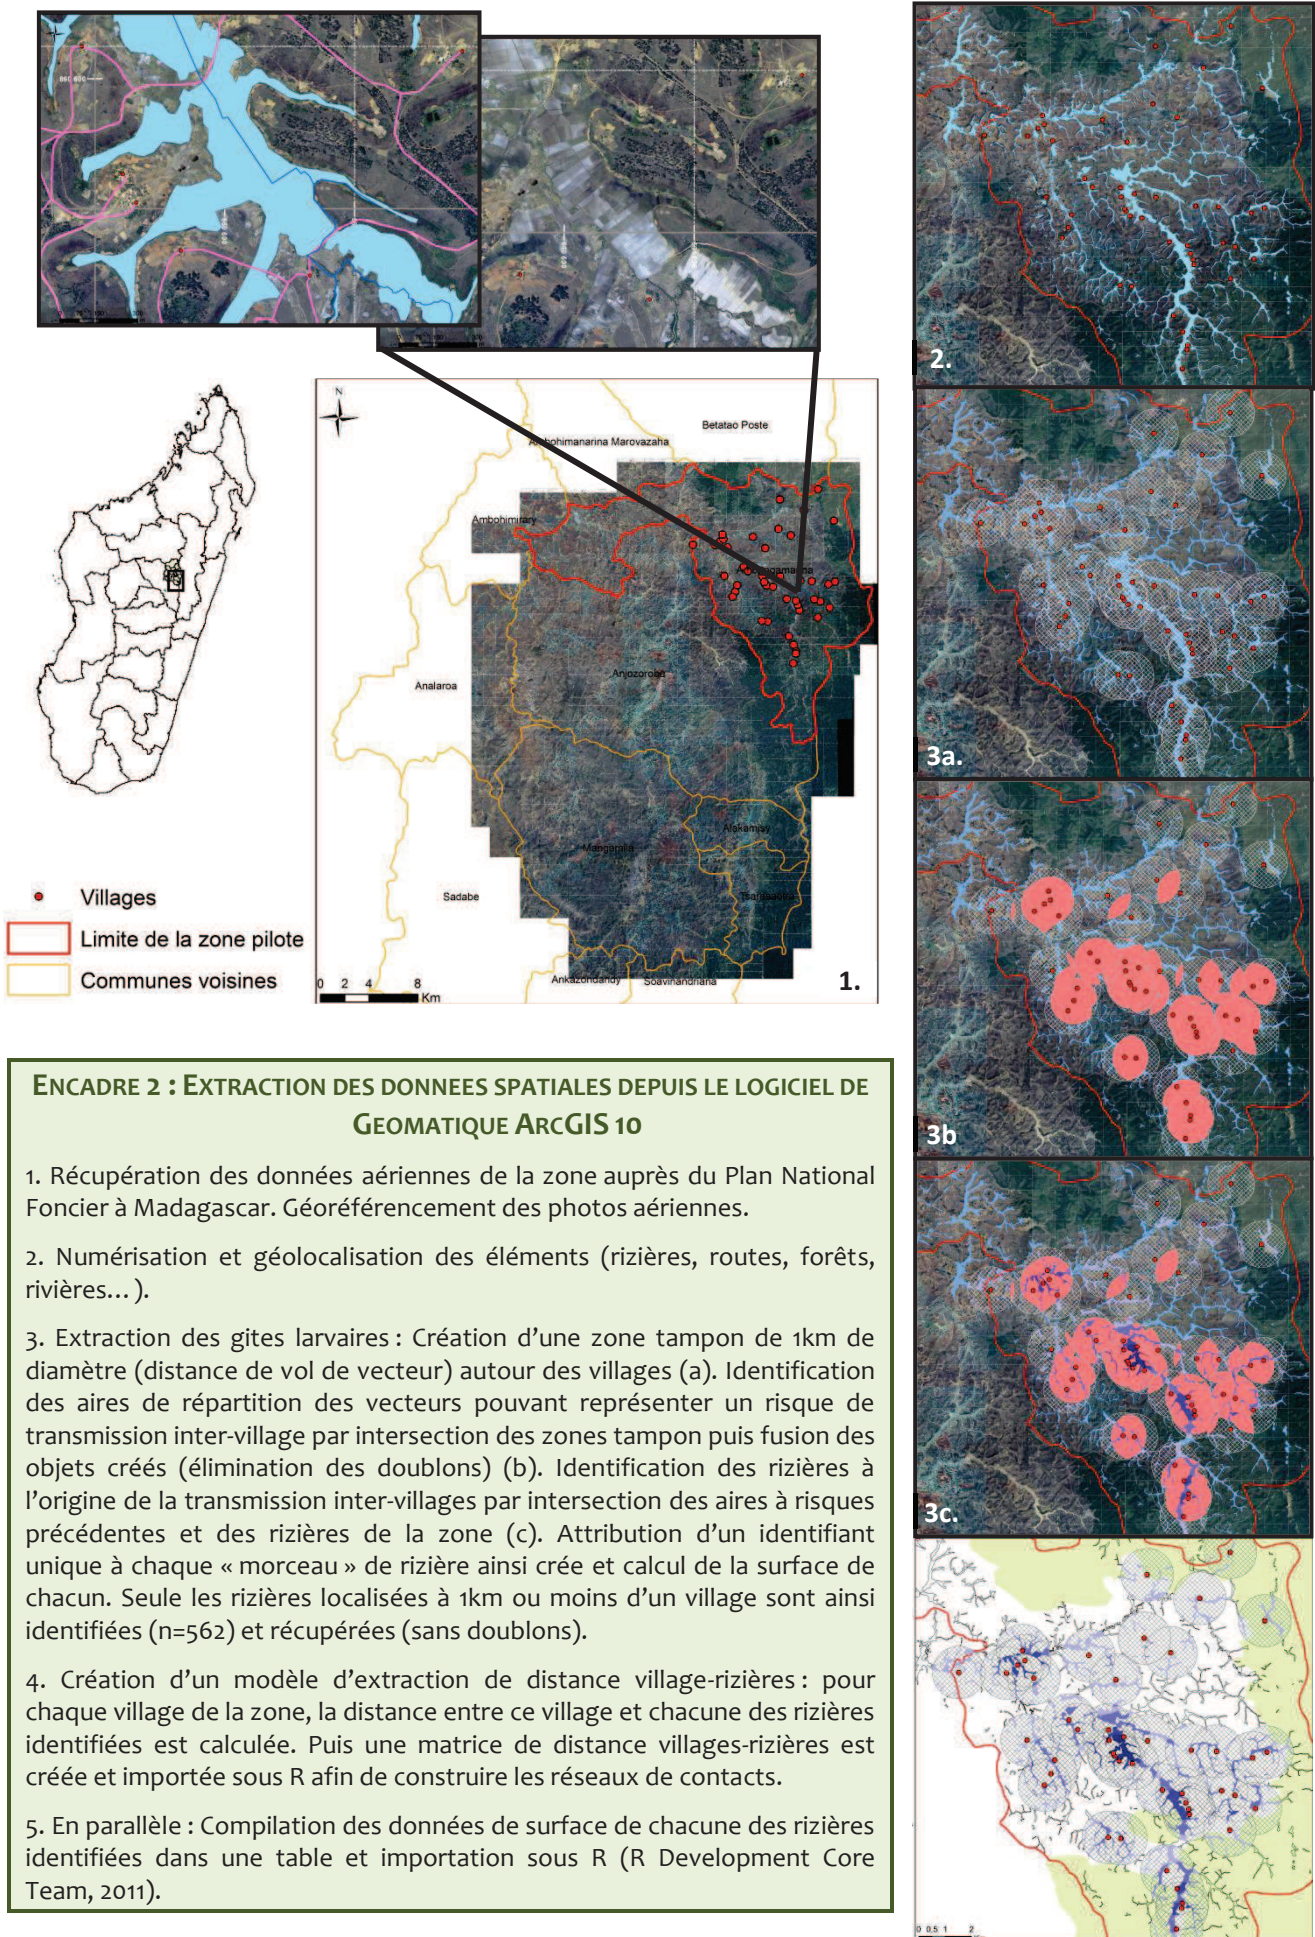 2.
3a.
3b
3c.
N
Betatao Poste
Ambohimanarina Marovazaha
Ambohimirary
Anjozorobe
Analaroa
Alakamisy
Mangamila
Sadabe
Ankazondandy
Soavinandriana
0 2 4 8
Km
1.
Villages
Limite de la zone pilote
Communes voisines
ENCADRE 2 : EXTRACTION DES DONNEES SPATIALES DEPUIS LE LOGICIEL DE
GEOMATIQUE ARCGIS 10
1. Récupération des données aériennes de la zone auprès du Plan National
Foncier à Madagascar. Géoréférencement des photos aériennes.
2. Numérisation et géolocalisation des éléments (rizières, routes, forêts,
rivières… ).
3. Extraction des gites larvaires : Création d’une zone tampon de 1km de
diamètre (distance de vol de vecteur) autour des villages (a). Identification
des aires de répartition des vecteurs pouvant représenter un risque de
transmission inter-village par intersection des zones tampon puis fusion des
objets créés (élimination des doublons) (b). Identification des rizières à
l’origine de la transmission inter-villages par intersection des aires à risques
précédentes et des rizières de la zone (c). Attribution d’un identifiant
unique à chaque « morceau » de rizière ainsi crée et calcul de la surface de
chacun. Seule les rizières localisées à 1km ou moins d’un village sont ainsi
identifiées (n=562) et récupérées (sans doublons).
4. Création d’un modèle d’extraction de distance village-rizières : pour
chaque village de la zone, la distance entre ce village et chacune des rizières
identifiées est calculée. Puis une matrice de distance villages-rizières est
créée et importée sous R afin de construire les réseaux de contacts.
5. En parallèle : Compilation des données de surface de chacune des rizières
identifiées dans une table et importation sous R (R Development Core
Team, 2011).
0 0,5 1 2